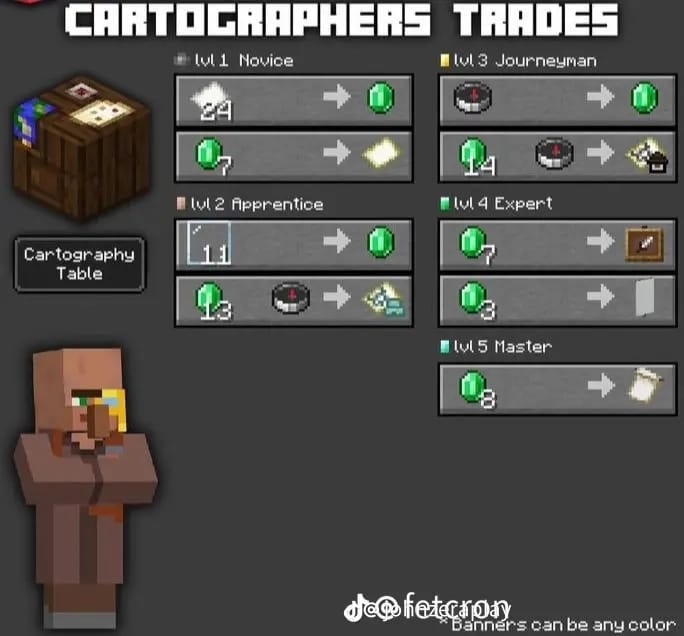 CARTOGRAPHERS TRADES
lvl 1 Novice
24
7
lvl 2 Apprentice
11
13
lvl 3 Journeyman
14
lvl 4 Expert
7
3
lvl 5 Master
8
Cartography
Table
@fetcron
*Banners can be any color